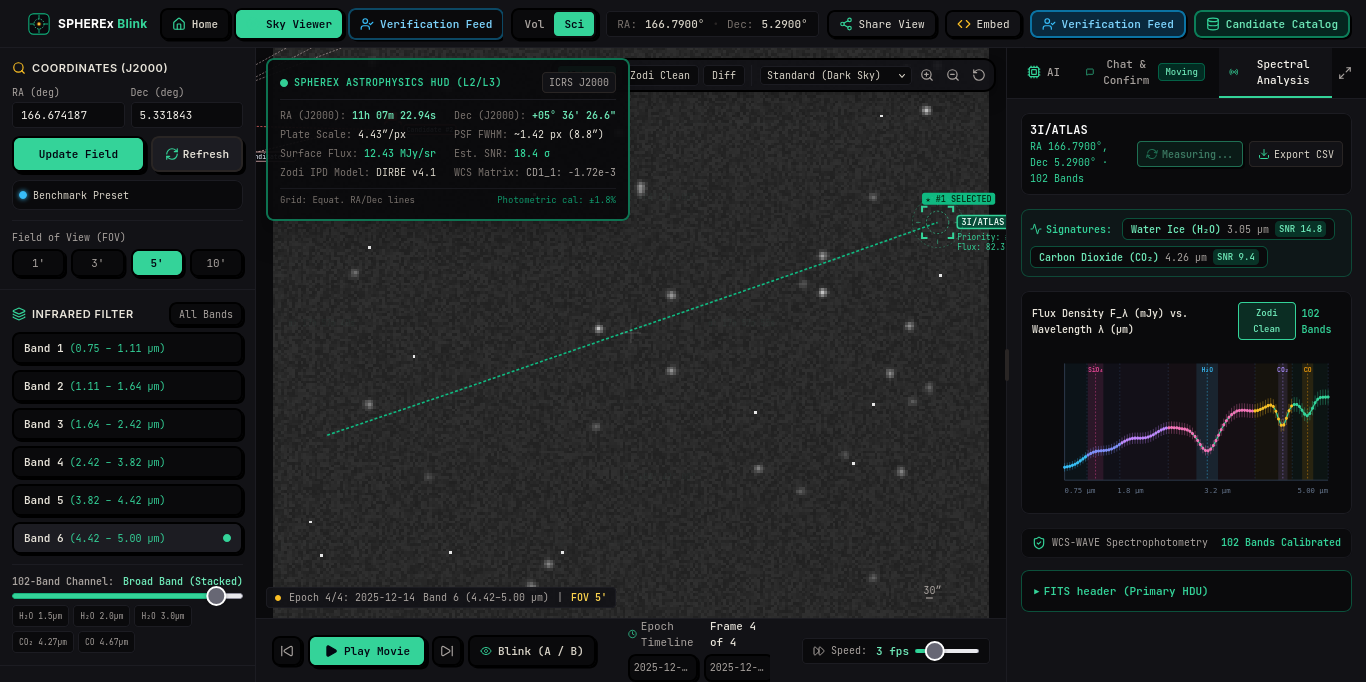 SPHEREx Blink
Home
Sky Viewer
Verification Feed
Vol
Sci
RA: 166.7900° · Dec: 5.2900°
Share View
Embed
Verification Feed
Candidate Catalog
COORDINATES (J2000)
RA (deg)
Dec (deg)
166.674187
5.331843
Update Field
Refresh
Benchmark Preset
Field of View (FOV)
1'
3'
5'
10'
INFRARED FILTER
All Bands
Band 1 (0.75 – 1.11 µm)
Band 2 (1.11 – 1.64 µm)
Band 3 (1.64 – 2.42 µm)
Band 4 (2.42 – 3.82 µm)
Band 5 (3.82 – 4.42 µm)
Band 6 (4.42 – 5.00 µm)
102-Band Channel: Broad Band (Stacked)
H₂O 1.5µm
H₂O 2.0µm
H₂O 3.0µm
CO₂ 4.27µm
CO 4.67µm
SPHEREX ASTROPHYSICS HUD (L2/L3)
ICRS J2000
RA (J2000): 11h 07m 22.94s
Dec (J2000): +05° 36' 26.6"
Plate Scale: 4.43″/px
PSF FWHM: ~1.42 px (8.8″)
Surface Flux: 12.43 MJy/sr
Est. SNR: 18.4 σ
Zodi IPD Model: DIRBE v4.1
WCS Matrix: CD1_1: -1.72e-3
Grid: Equat. RA/Dec lines
Photometric cal: ±1.8%
Zodi Clean
Diff
Standard (Dark Sky)
★ #1 SELECTED
3I/ATLAS
Priority:
Flux: 82.3
30″
Epoch 4/4: 2025-12-14 Band 6 (4.42–5.00 µm) | FOV 5'
Play Movie
Blink (A / B)
Epoch Timeline
Frame 4 of 4
2025-12-…
2025-12-…
Speed: 3 fps
AI
Chat & Confirm
Moving
Spectral Analysis
3I/ATLAS
RA 166.7900°,
Dec 5.2900° ·
102 Bands
Measuring...
Export CSV
Signatures:
Water Ice (H₂O) 3.05 µm SNR 14.8
Carbon Dioxide (CO₂) 4.26 µm SNR 9.4
Flux Density F_λ (mJy) vs.
Wavelength λ (µm)
Zodi Clean
102 Bands
H₂O
CO₂
CO
0.75 µm
1.8 µm
3.2 µm
5.00 µm
WCS-WAVE Spectrophotometry
102 Bands Calibrated
▸ FITS header (Primary HDU)